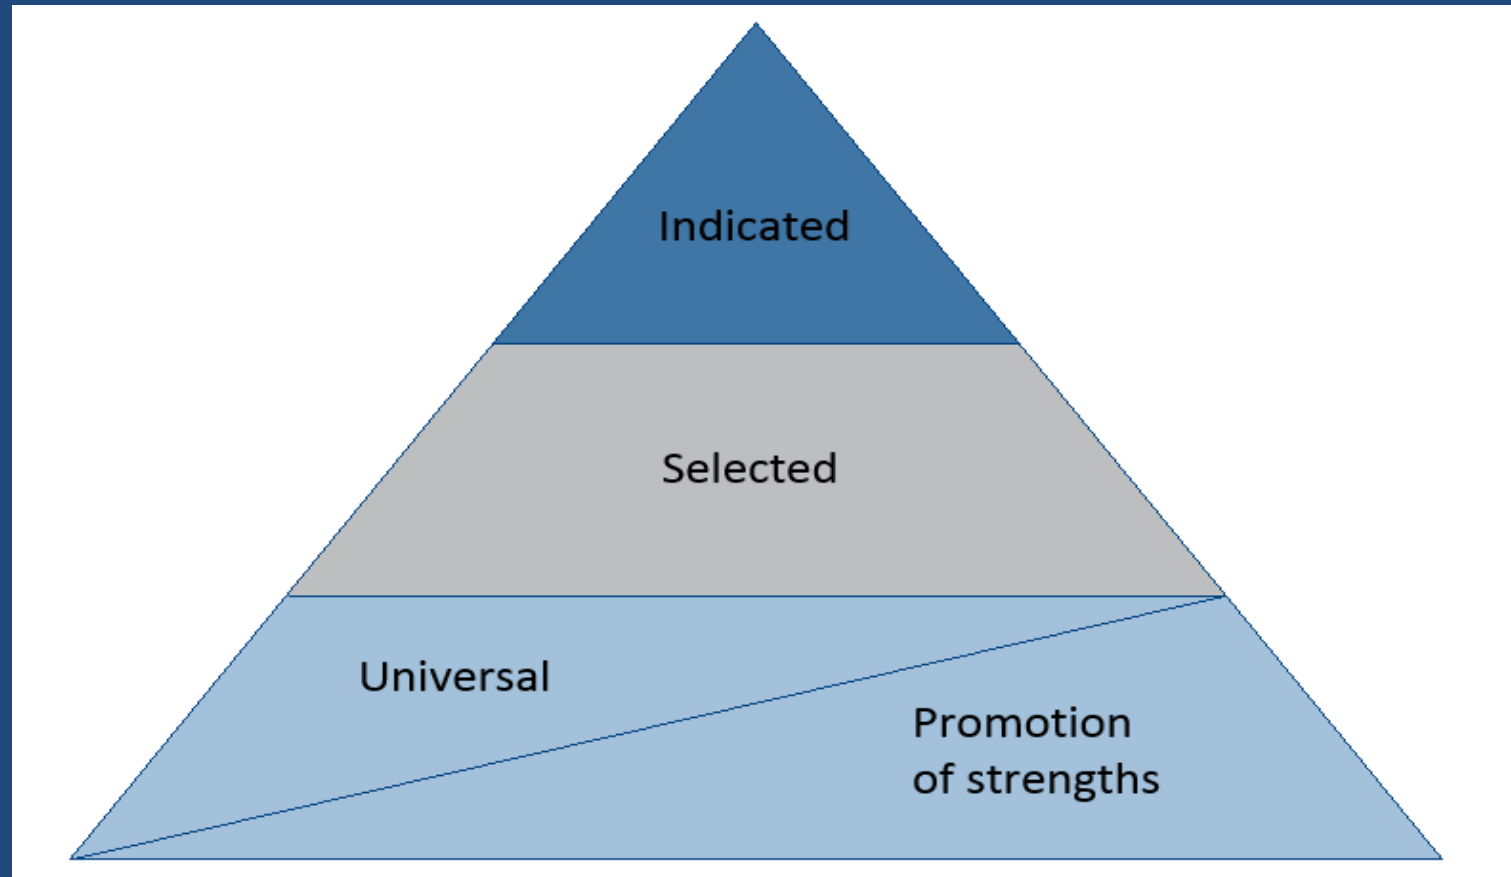 Indicated
Selected
Universal
Promotion
of strengths